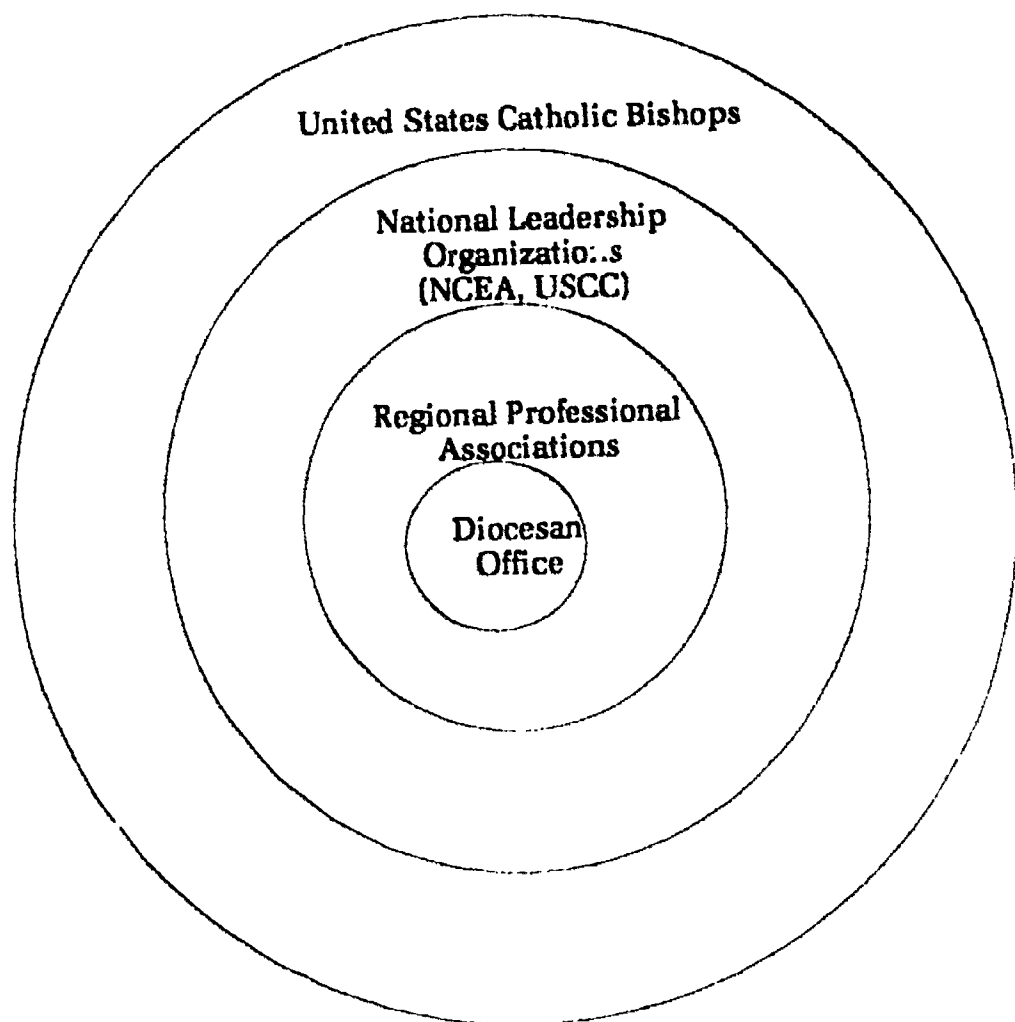 United States Catholic Bishops
National Leadership
Organizatio:.s
(NCEA, USCC)
Regional Professional
Associations
Diocesan
Office